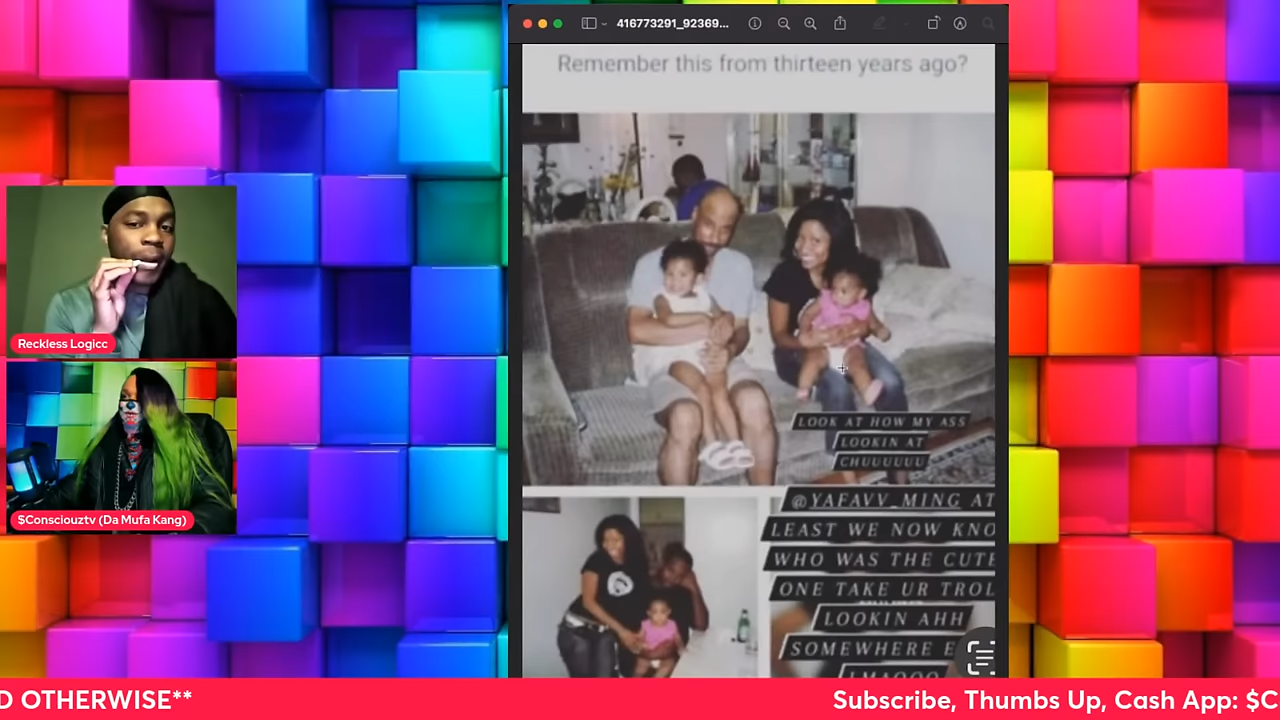 416773291_92369...
Remember this from thirteen years ago?
Reckless Logicc
$Consciouztv (Da Mufa Kang)
LOOK AT HOW MY ASS
LOOKIN AT
CHUUUUUU
@YAFAVV_MING AT
LEAST WE NOW KNO
WHO WAS THE CUTE
ONE TAKE UR TROL
LOOKIN AHH
SOMEWHERE E
LMAOOO
D OTHERWISE**
Subscribe, Thumbs Up, Cash App: $C